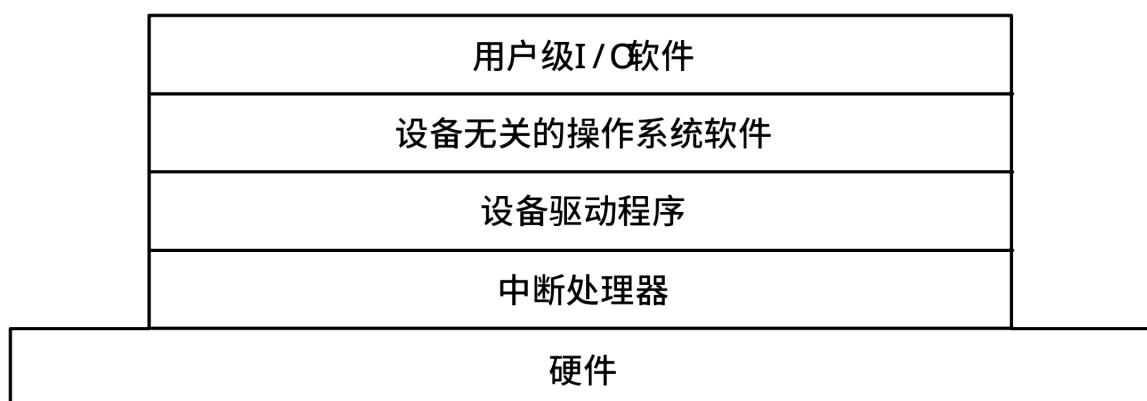 用户级I/O软件
设备无关的操作系统软件
设备驱动程序
中断处理器
硬件